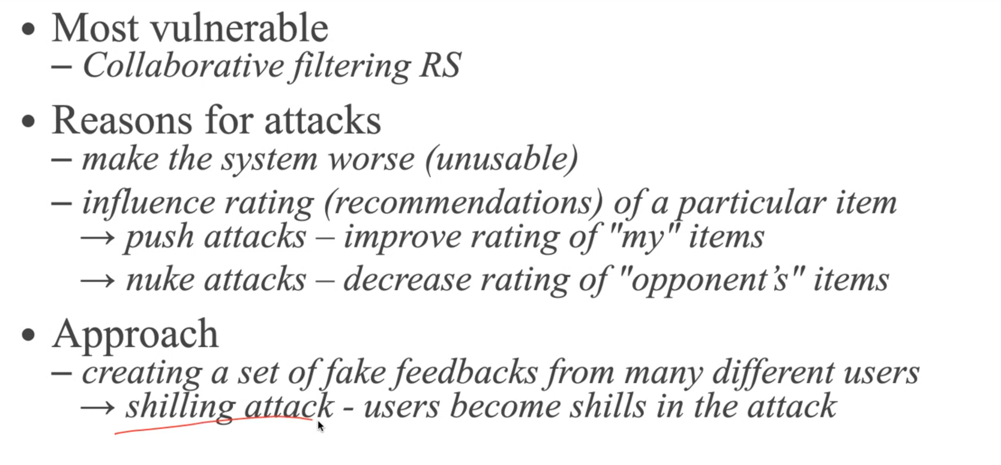 • Most vulnerable
– Collaborative filtering RS
• Reasons for attacks
– make the system worse (unusable)
– influence rating (recommendations) of a particular item
→ push attacks – improve rating of "my" items
→ nuke attacks – decrease rating of "opponent’s" items
• Approach
– creating a set of fake feedbacks from many different users
→ shilling attack - users become shills in the attack